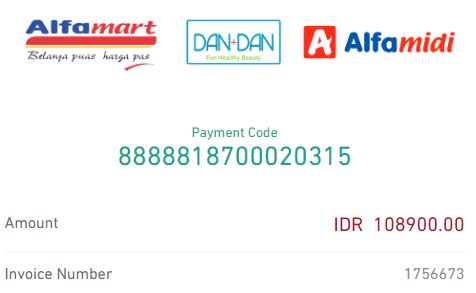 Alfamart
Belanja puas harga pas
DAN+DAN
Fun Healthy Beauty
A Alfamidi
Payment Code
8888818700020315
Amount IDR 108900.00
Invoice Number 1756673